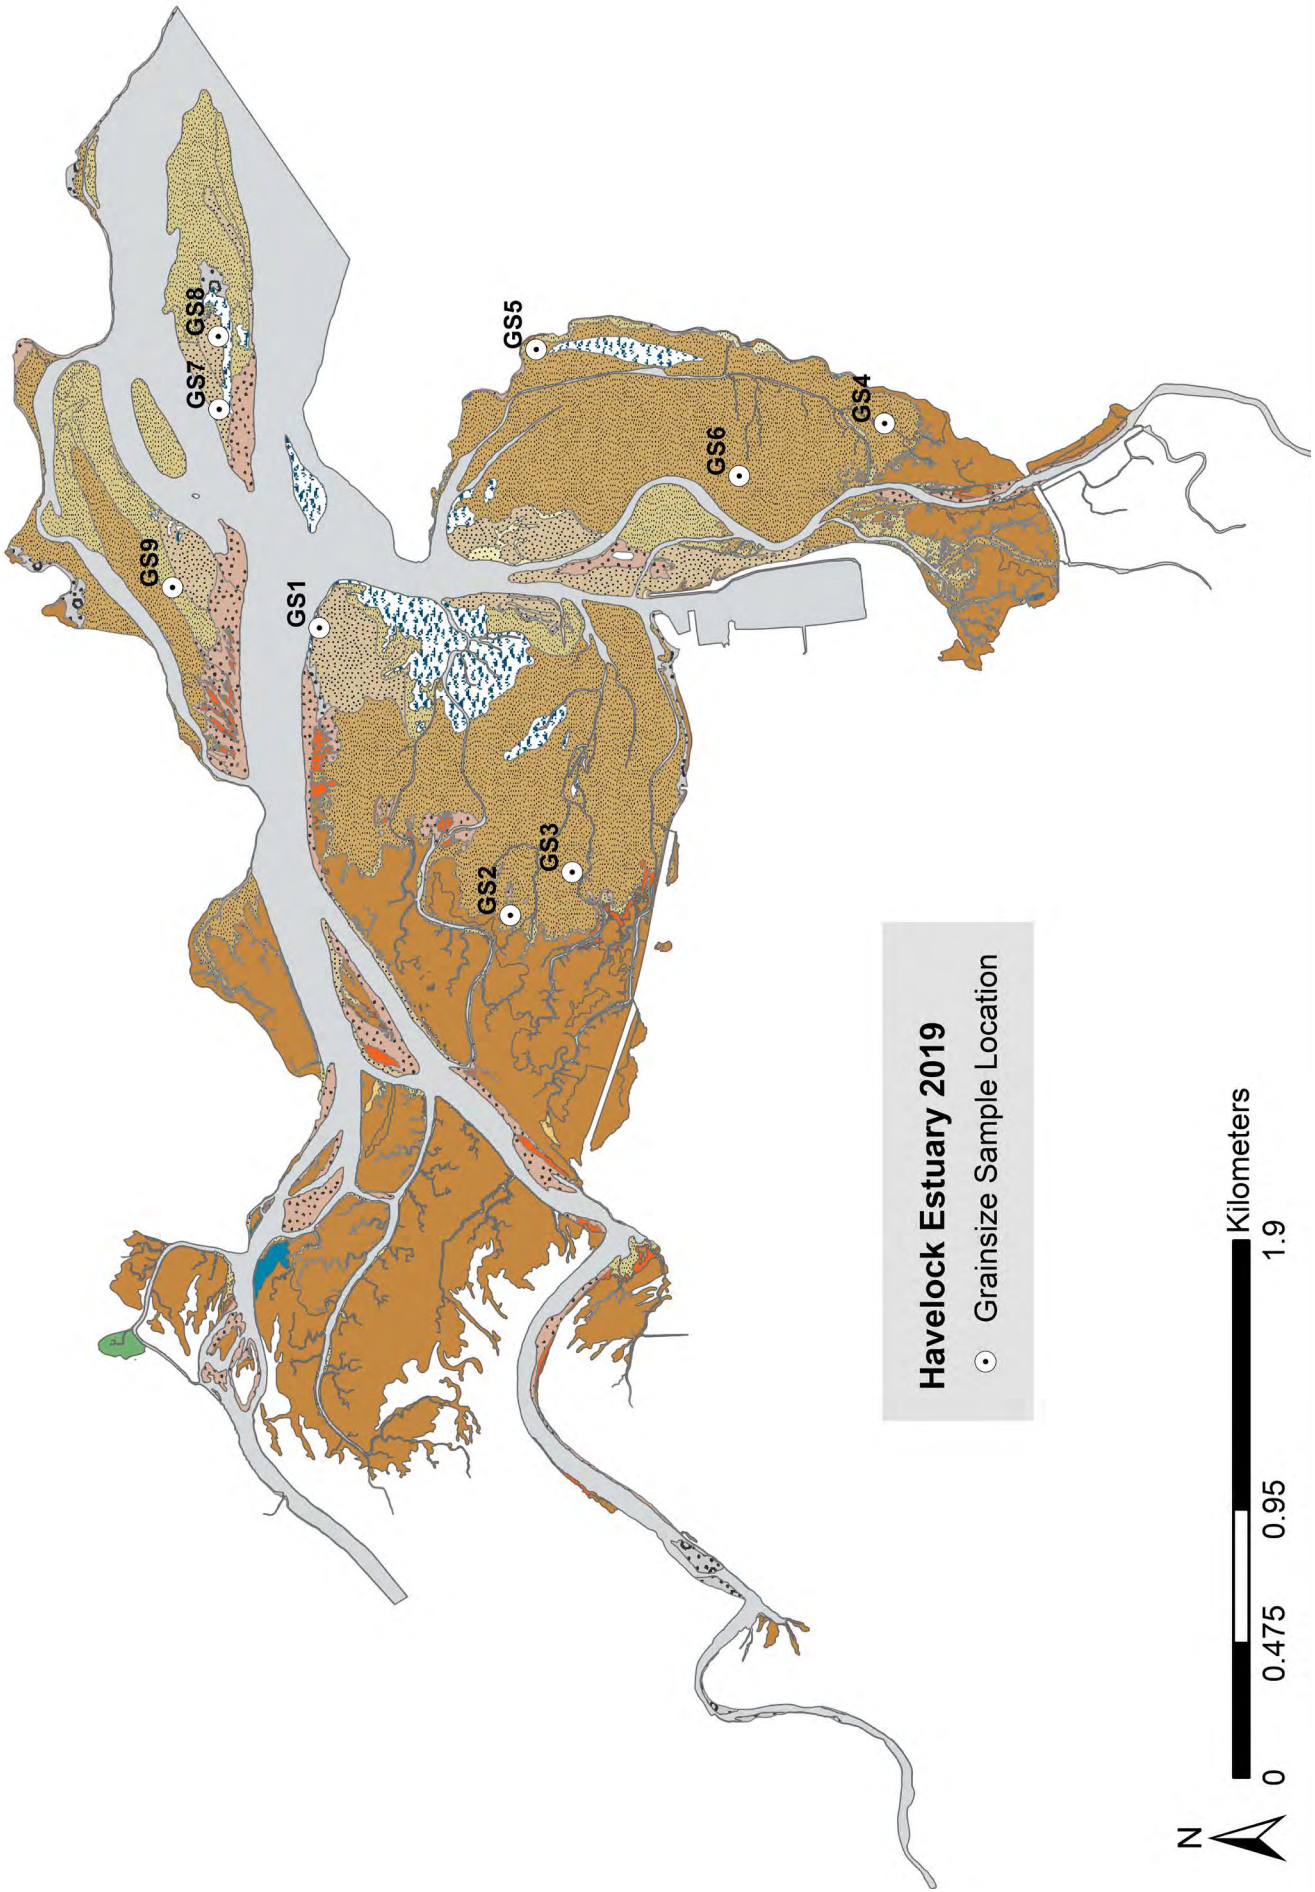 GS8
GS7
GS5
GS4
GS6
GS9
GS1
GS3
GS2
Havelock Estuary 2019
Grainsize Sample Location
Kilometers
0 0.475 0.95 1.9
N